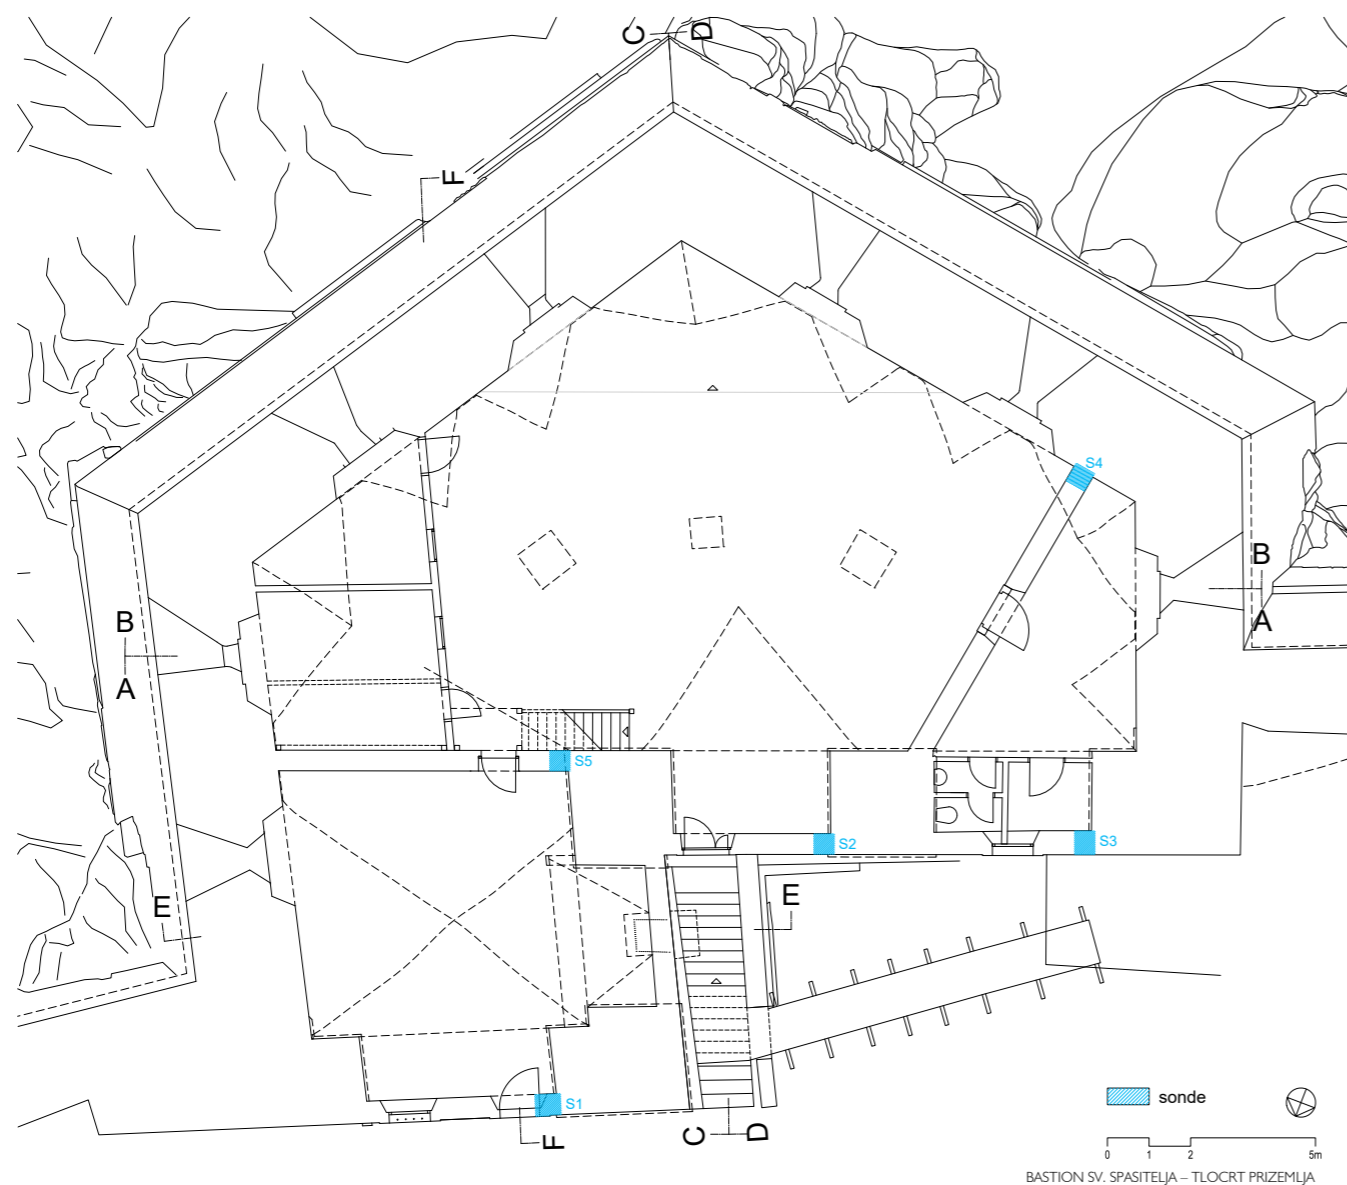 C D
F
S4
B
A
B
A
S5
S2
S3
E
E
S1
F
C D
sonde
0 1 2 5m
BASTION SV. SPASITELJA – TLOCRT PRIZEMLJA